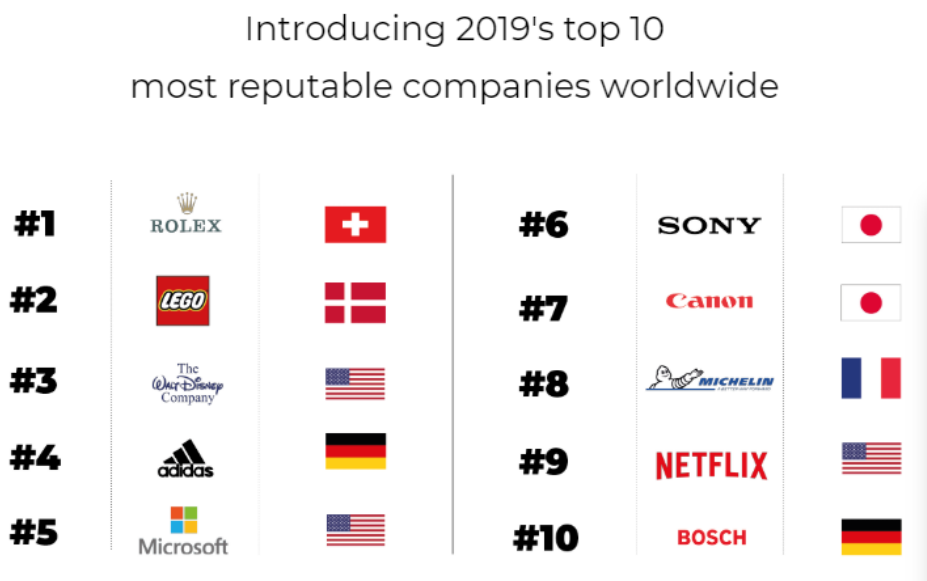 Introducing 2019's top 10
most reputable companies worldwide
#1
ROLEX
#2
LEGO
#3
The
Walt Disney
Company
#4
adidas
#5
Microsoft
#6
SONY
#7
Canon
#8
MICHELIN
#9
NETFLIX
#10
BOSCH